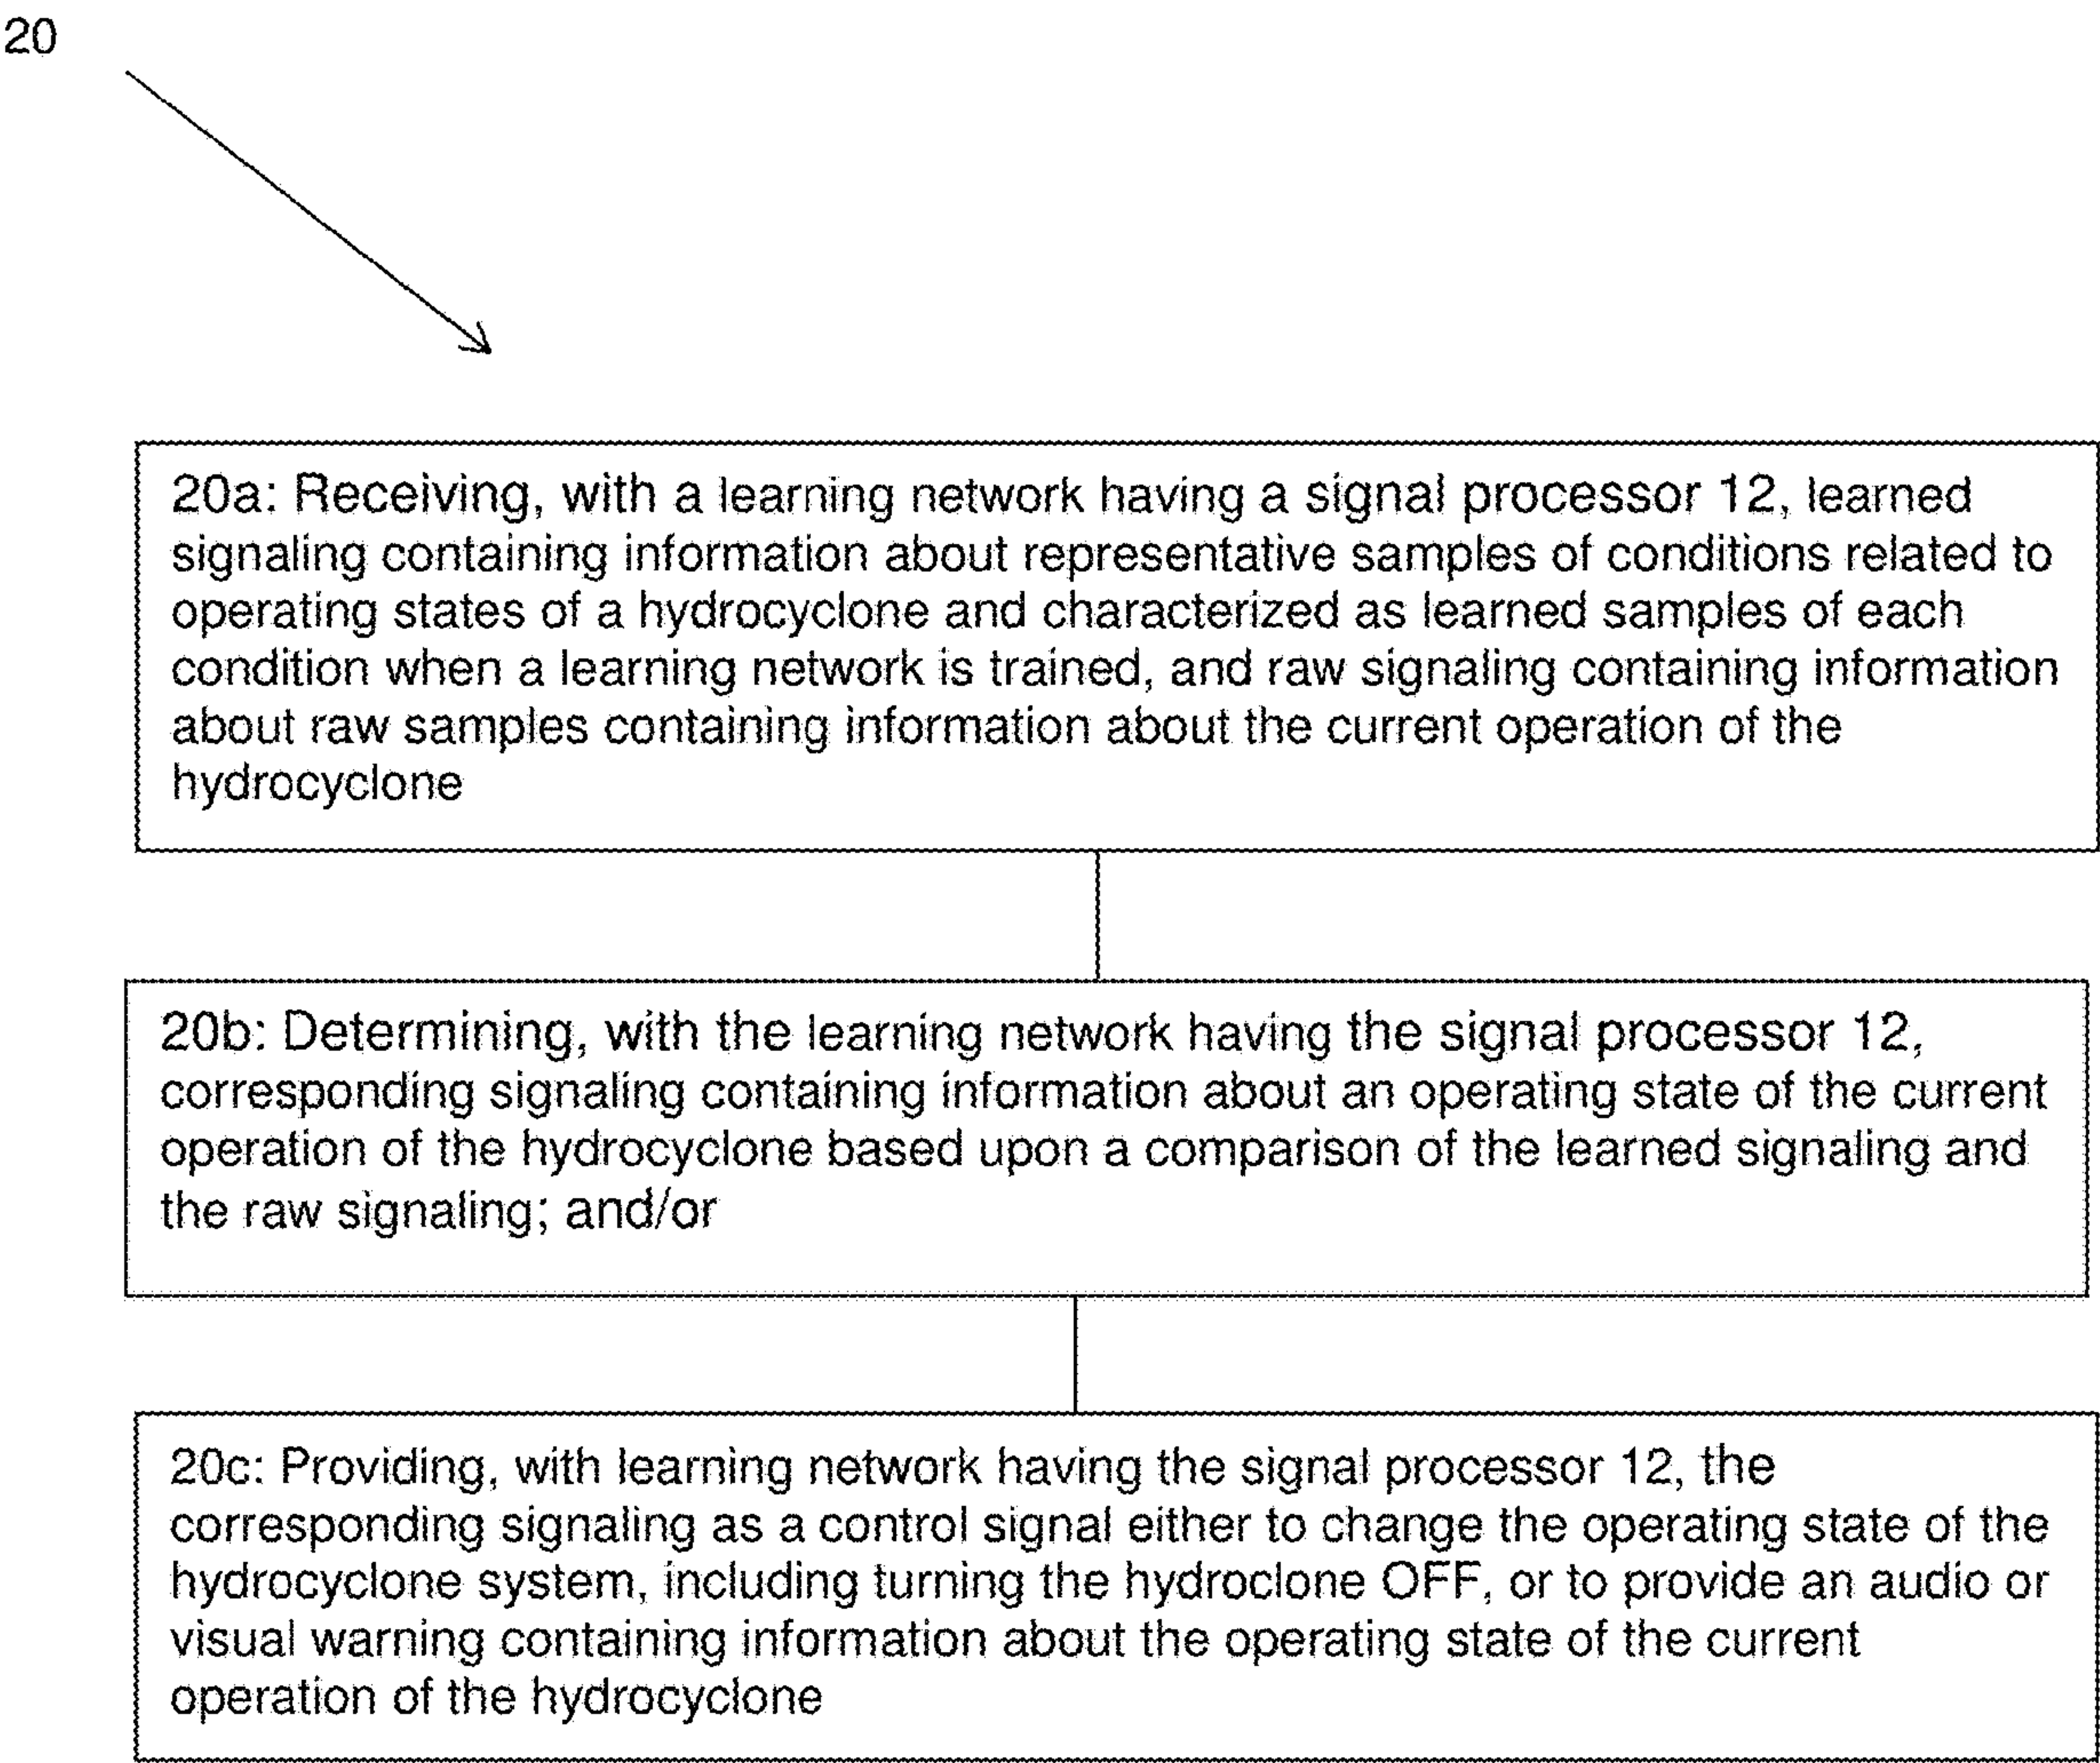 20
20a: Receiving, with a learning network having a signal processor 12, learned
signaling containing information about representative samples of conditions related to
operating states of a hydrocyclone and characterized as learned samples of each
condition when a learning network is trained, and raw signaling containing information
about raw samples containing information about the current operation of the
hydrocyclone
20b: Determining, with the learning network having the signal processor 12,
corresponding signaling containing information about an operating state of the current
operation of the hydrocyclone based upon a comparison of the learned signaling and
the raw signaling; and/or
20c: Providing, with learning network having the signal processor 12, the
corresponding signaling as a control signal either to change the operating state of the
hydrocyclone system, including turning the hydroclone OFF, or to provide an audio or
visual warning containing information about the operating state of the current
operation of the hydrocyclone